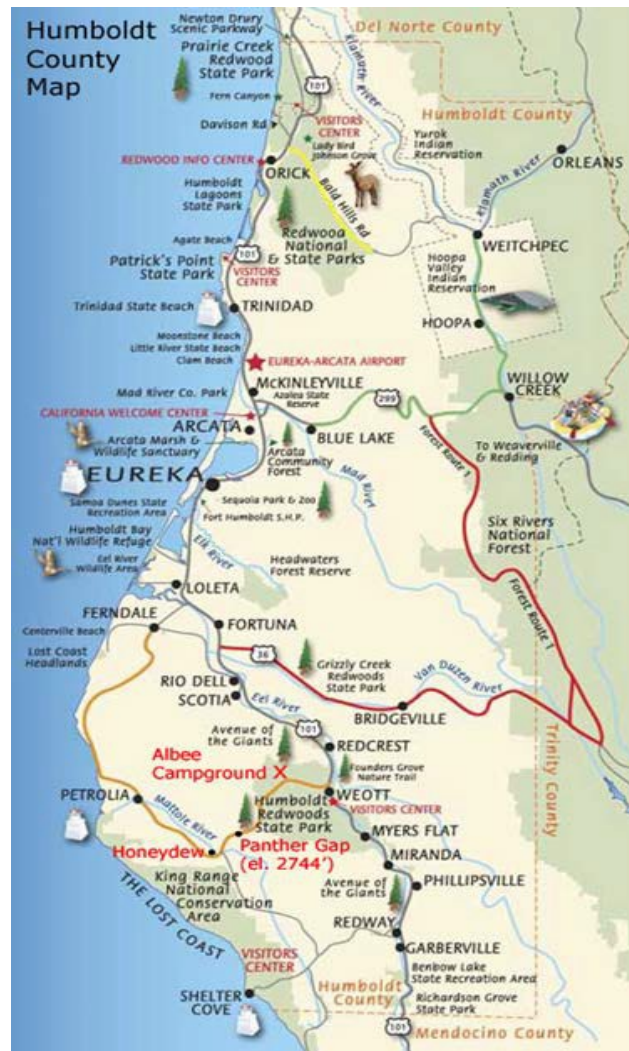 Humboldt
County
Map
Newton Drury
Scenic Parkway
Del Norte County
Prairie Creek
Redwood
State Park
Klamath River
101
Fern Canyon
VISITORS
CENTER
Humboldt County
Davison Rd
Lady Bird
Johnson Grove
Yurok
Indian
Reservation
REDWOOD INFO CENTER
ORICK
ORLEANS
Klamath River
Humboldt
Lagoons
State Park
Bald Hills Rd
Redwood
National
& State Parks
Agate Beach
WEITCHPEC
101
Patrick's Point
State Park
VISITORS
CENTER
Hoopa
Valley
Indian
Reservation
Trinidad State Beach
TRINIDAD
HOOPA
Moonstone Beach
Little River State Beach
Clam Beach
EUREKA-ARCATA AIRPORT
Mad River Co. Park
McKINLEYVILLE
Azalea State
Reserve
299
WILLOW
CREEK
CALIFORNIA WELCOME CENTER
ARCATA
BLUE LAKE
Forest Route 1
To Weaverville
& Redding
Arcata Marsh &
Wildlife Sanctuary
Arcata
Community
Forest
Mad River
EUREKA
Samoa Dunes State
Recreation Area
Sequoia Park & Zoo
Fort Humboldt S.H.P.
Six Rivers
National
Forest
Humboldt Bay
Nat'l Wildlife Refuge
Eel River
Wildlife Area
Elk River
Headwaters
Forest Reserve
LOLETA
Forest Route 1
FERNDALE
Centerville Beach
FORTUNA
Lost Coast
Headlands
36
Grizzly Creek
Redwoods
State Park
Van Duzen River
RIO DELL
SCOTIA
Eel River
BRIDGEVILLE
Trinity County
Avenue of
the Giants
101
REDCREST
Albee
Campground X
Founders Grove
Nature Trail
PETROLIA
WEOTT
VISITORS CENTER
Mattole River
Humboldt
Redwoods
State Park
MYERS FLAT
Honeydew
Panther Gap
(el. 2744')
MIRANDA
King Range
National
Conservation
Area
Avenue of
the Giants
PHILLIPSVILLE
THE LOST COAST
REDWAY
VISITORS
CENTER
GARBERVILLE
Benbow Lake
State Recreation Area
SHELTER
COVE
Humboldt
County
Richardson Grove
State Park
101
Mendocino County